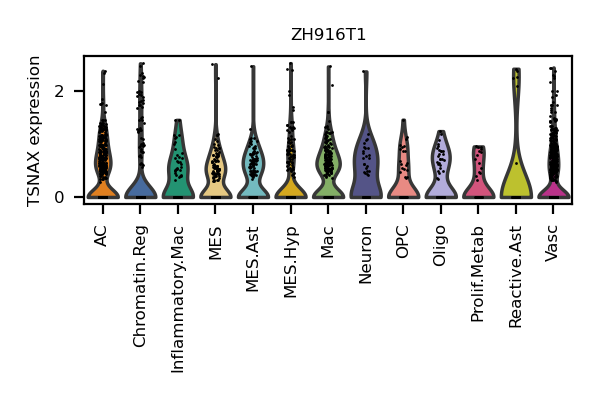 ZH916T1
TSNAX expression
2
0
AC
Chromatin.Reg
Inflammatory.Mac
MES
MES.Ast
MES.Hyp
Mac
Neuron
OPC
Oligo
Prolif.Metab
Reactive.Ast
Vasc